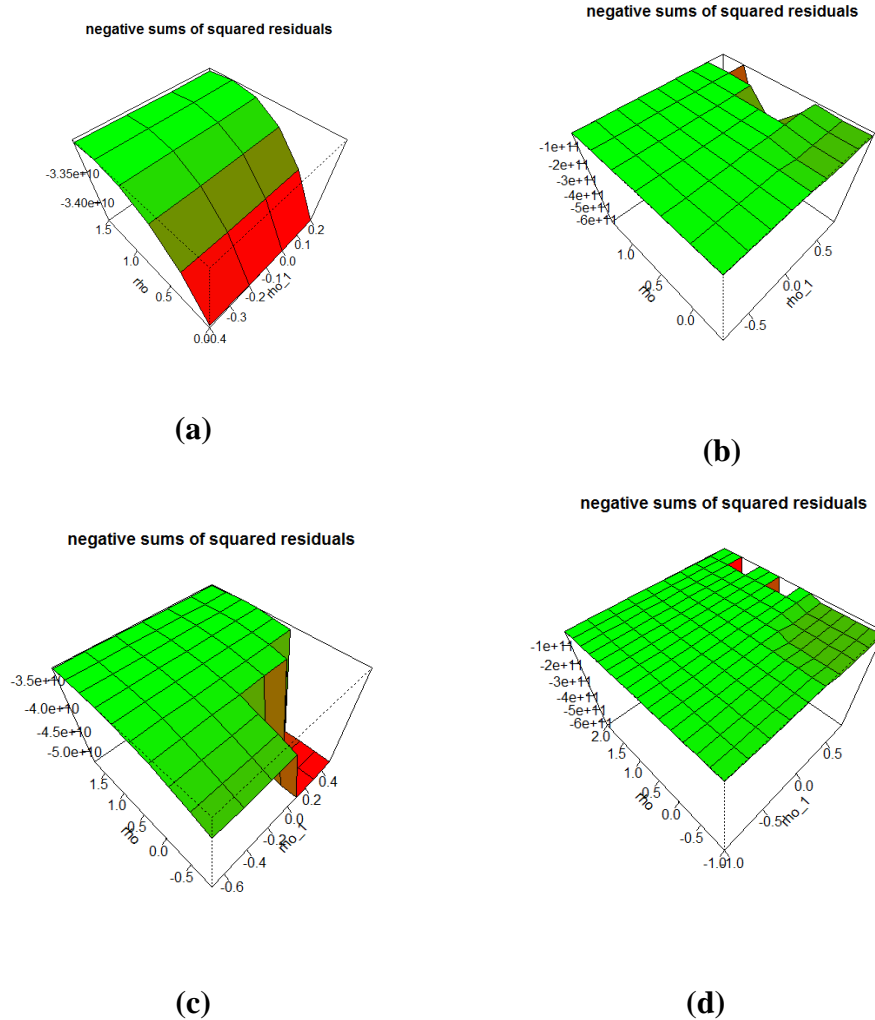 negative sums of squared residuals
-3.35e+10
-3.40e+10
1.5
1.0
0.5
0.00.4
rho
-0.3
-0.2
-0.1
0.0
0.1
0.2
rho_1
(a)
negative sums of squared residuals
-1e+11
-2e+11
-3e+11
-4e+11
-5e+11
-6e+11
1.0
0.5
0.0
rho
-0.5
0.0
0.5
rho_1
(b)
negative sums of squared residuals
-3.5e+10
-4.0e+10
-4.5e+10
-5.0e+10
1.5
1.0
0.5
0.0
-0.5
rho
-0.6
-0.4
-0.2
0.0
0.2
0.4
rho_1
(c)
negative sums of squared residuals
-1e+11
-2e+11
-3e+11
-4e+11
-5e+11
-6e+11
2.0
1.5
1.0
0.5
0.0
-0.5
-1.01.0
rho
-0.5
0.0
0.5
rho_1
(d)